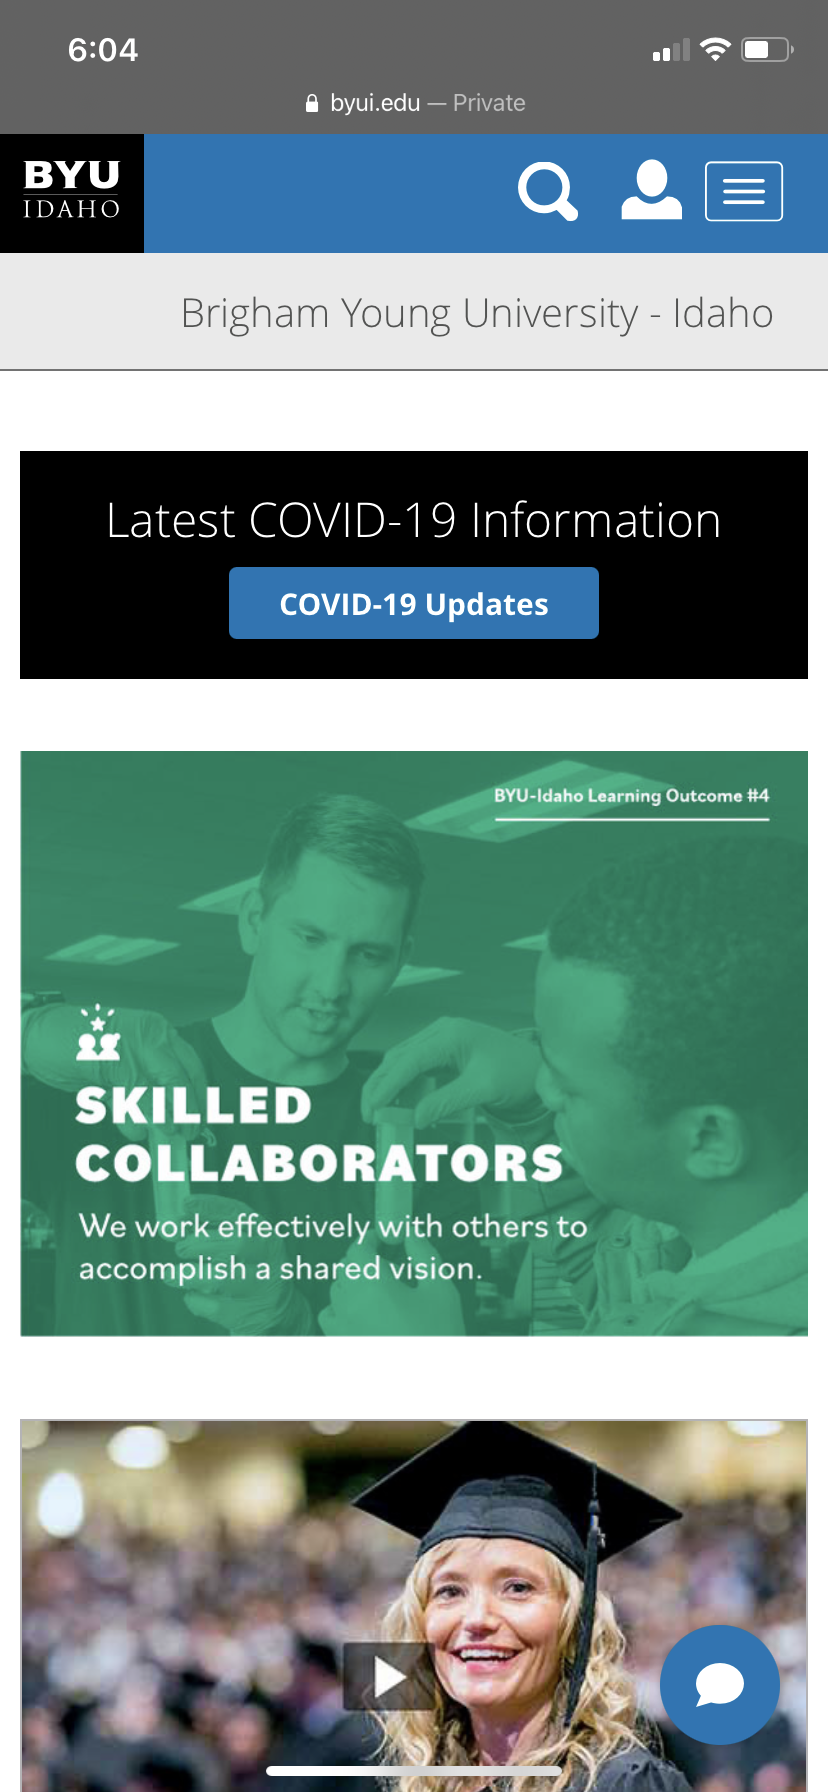 6:04
byui.edu — Private
BYU
IDAHO
Brigham Young University - Idaho
Latest COVID-19 Information
COVID-19 Updates
BYU-Idaho Learning Outcome #4
SKILLED
COLLABORATORS
We work effectively with others to
accomplish a shared vision.